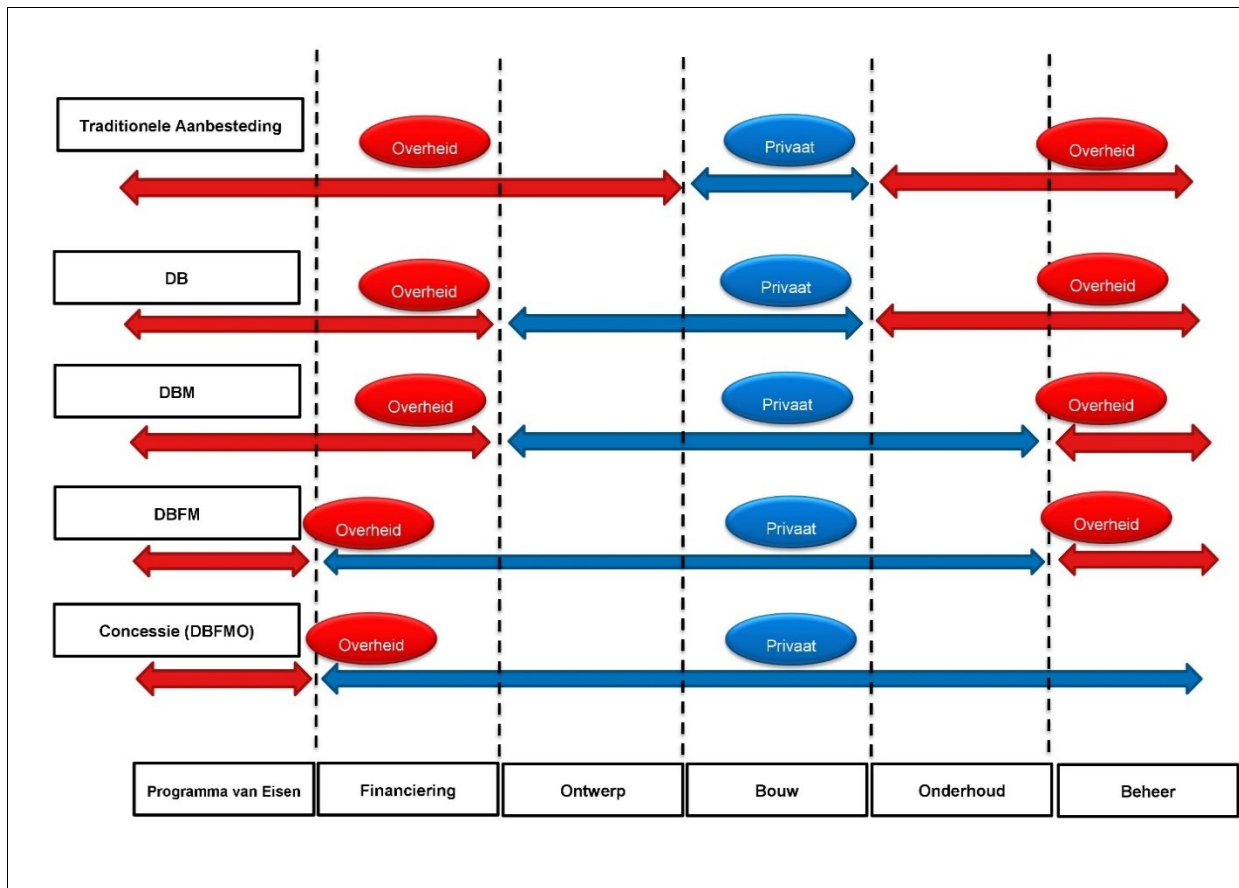 Traditionele Aanbesteding
Overheid
Privaat
Overheid
DB
Overheid
Privaat
Overheid
DBM
Overheid
Privaat
Overheid
DBFM
Overheid
Privaat
Overheid
Concessie (DBFMO)
Overheid
Privaat
Programma van Eisen
Financiering
Ontwerp
Bouw
Onderhoud
Beheer